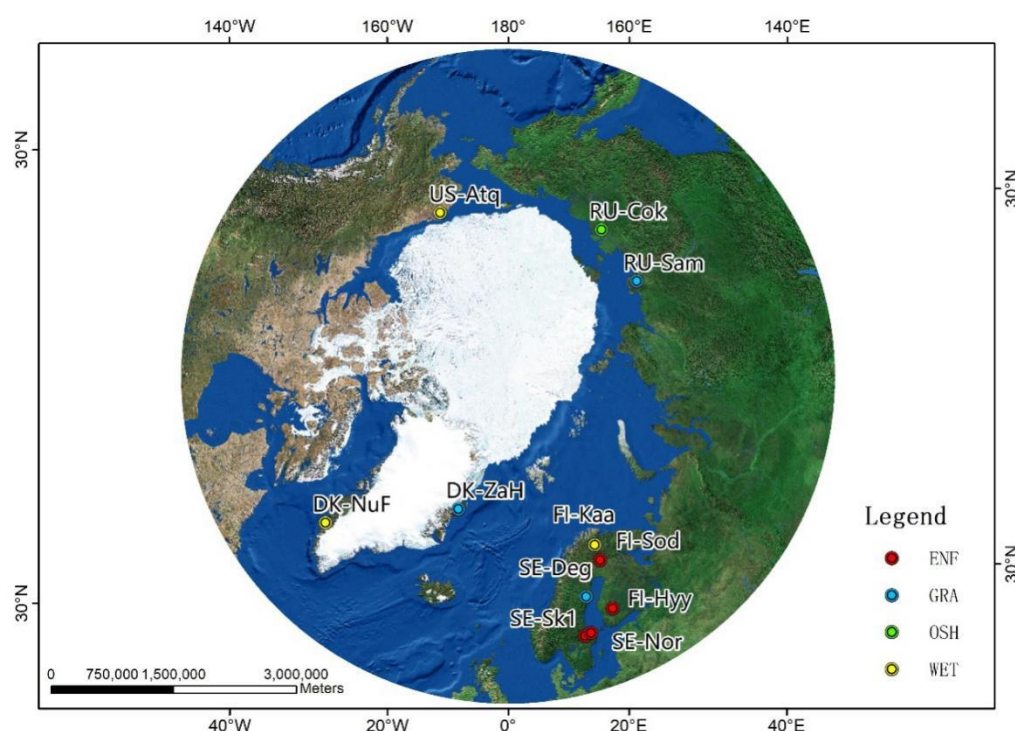 140°W 160°W 180° 160°E 140°E
30°N
30°N
US-Atq
RU-Cok
RU-Sam
DK-NuF
DK-ZaH
FI-Kaa
FI-Sod
SE-Deg
FI-Hyy
SE-Sk1
SE-Nor
Legend
ENF
GRA
OSH
WET
30°N
30°N
0 750,000 1,500,000 3,000,000
Meters
40°W 20°W 0° 20°E 40°E